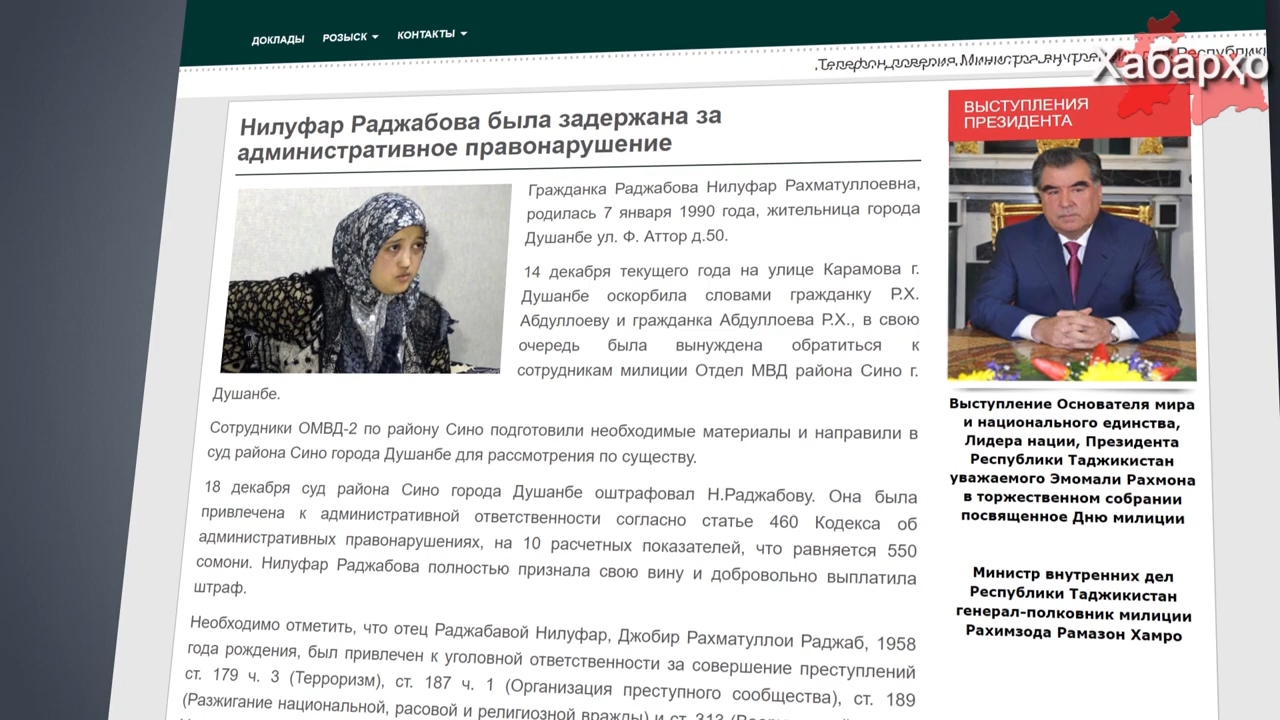 ДОКЛАДЫ РОЗЫСК КОНТАКТЫ
Телефон доверия Министра внутре
Республики
Хабарҳо
Нилуфар Раджабова была задержана за
административное правонарушение
Гражданка Раджабова Нилуфар Рахматуллоевна,
родилась 7 января 1990 года, жительница города
Душанбе ул. Ф. Аттор д.50.
14 декабря текущего года на улице Карамова г.
Душанбе оскорбила словами гражданку Р.Х.
Абдуллоеву и гражданка Абдуллоева Р.Х., в свою
очередь была вынуждена обратиться к
сотрудникам милиции Отдел МВД района Сино г.
Душанбе.
Сотрудники ОМВД-2 по району Сино подготовили необходимые материалы и направили в
суд района Сино города Душанбе для рассмотрения по существу.
18 декабря суд района Сино города Душанбе оштрафовал Н.Раджабову. Она была
привлечена к административной ответственности согласно статье 460 Кодекса об
административных правонарушениях, на 10 расчетных показателей, что равняется 550
сомони. Нилуфар Раджабова полностью признала свою вину и добровольно выплатила
штраф.
Необходимо отметить, что отец Раджабавой Нилуфар, Джобир Рахматуллои Раджаб, 1958
года рождения, был привлечен к уголовной ответственности за совершение преступлений
ст. 179 ч. 3 (Терроризм), ст. 187 ч. 1 (Организация преступного сообщества), ст. 189
(Разжигание национальной, расовой и религиозной вражды) и ст. 313
ВЫСТУПЛЕНИЯ
ПРЕЗИДЕНТА
Выступление Основателя мира
и национального единства,
Лидера нации, Президента
Республики Таджикистан
уважаемого Эмомали Рахмона
в торжественном собрании
посвященное Дню милиции
Министр внутренних дел
Республики Таджикистан
генерал-полковник милиции
Рахимзода Рамазон Хамро